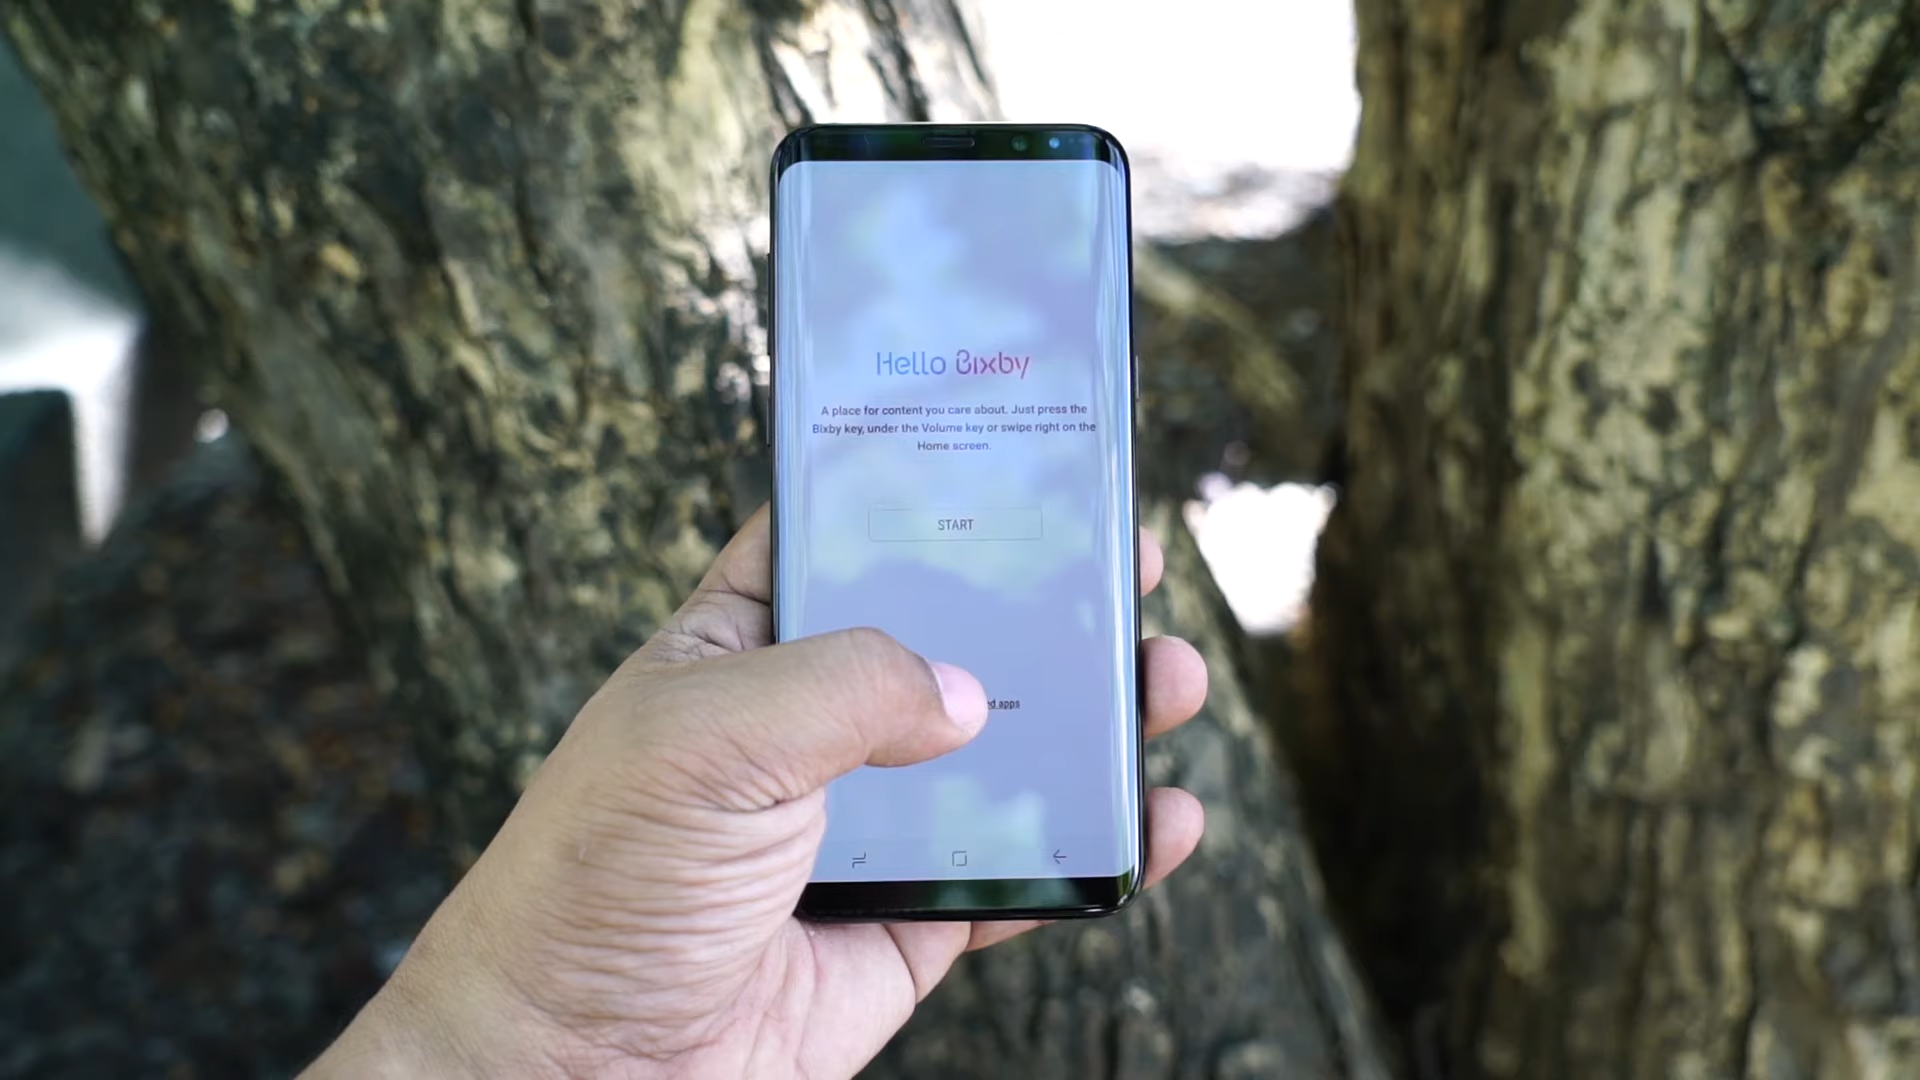 Hello Bixby
A place for content you care about. Just press the
Bixby key, under the Volume key or swipe right on the
Home screen.
START
apps